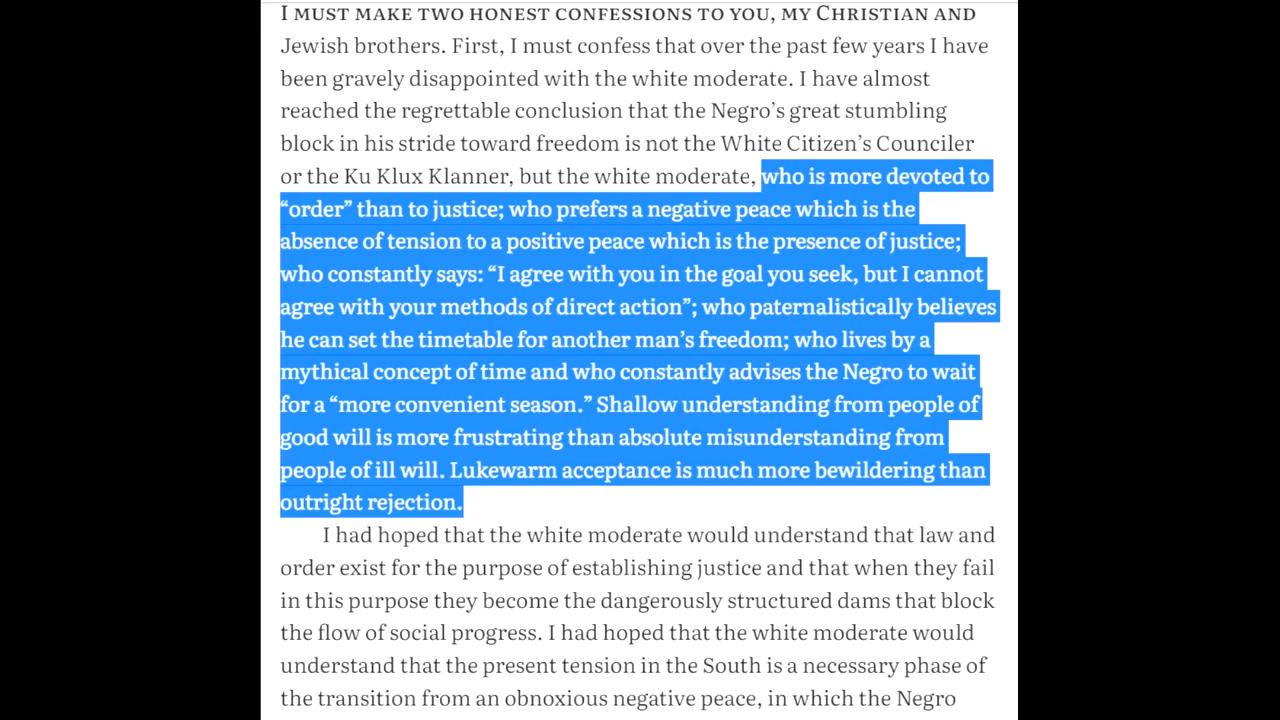 I MUST MAKE TWO HONEST CONFESSIONS TO YOU, MY CHRISTIAN AND
Jewish brothers. First, I must confess that over the past few years I have
been gravely disappointed with the white moderate. I have almost
reached the regrettable conclusion that the Negro’s great stumbling
block in his stride toward freedom is not the White Citizen’s Counciler
or the Ku Klux Klanner, but the white moderate, who is more devoted to
“order” than to justice; who prefers a negative peace which is the
absence of tension to a positive peace which is the presence of justice;
who constantly says: “I agree with you in the goal you seek, but I cannot
agree with your methods of direct action”; who paternalistically believes
he can set the timetable for another man’s freedom; who lives by a
mythical concept of time and who constantly advises the Negro to wait
for a “more convenient season.” Shallow understanding from people of
good will is more frustrating than absolute misunderstanding from
people of ill will. Lukewarm acceptance is much more bewildering than
outright rejection.
I had hoped that the white moderate would understand that law and
order exist for the purpose of establishing justice and that when they fail
in this purpose they become the dangerously structured dams that block
the flow of social progress. I had hoped that the white moderate would
understand that the present tension in the South is a necessary phase of
the transition from an obnoxious negative peace, in which the Negro